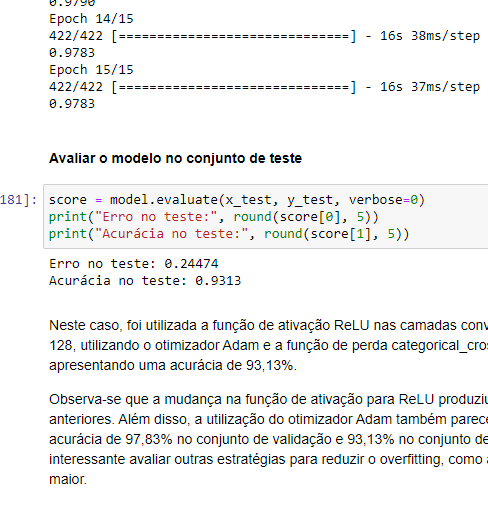 0.9790
Epoch 14/15
422/422 [==============================] - 16s 38ms/step
0.9783
Epoch 15/15
422/422 [==============================] - 16s 37ms/step
0.9783
Avaliar o modelo no conjunto de teste
181]: score = model.evaluate(x_test, y_test, verbose=0)
print("Erro no teste:", round(score[0], 5))
print("Acurácia no teste:", round(score[1], 5))
Erro no teste: 0.24474
Acurácia no teste: 0.9313
Neste caso, foi utilizada a função de ativação ReLU nas camadas conv
128, utilizando o otimizador Adam e a função de perda categorical_cros
apresentando uma acurácia de 93,13%.
Observa-se que a mudança na função de ativação para ReLU produziu
anteriores. Além disso, a utilização do otimizador Adam também parece
acurácia de 97,83% no conjunto de validação e 93,13% no conjunto de
interessante avaliar outras estratégias para reduzir o overfitting, como a
maior.